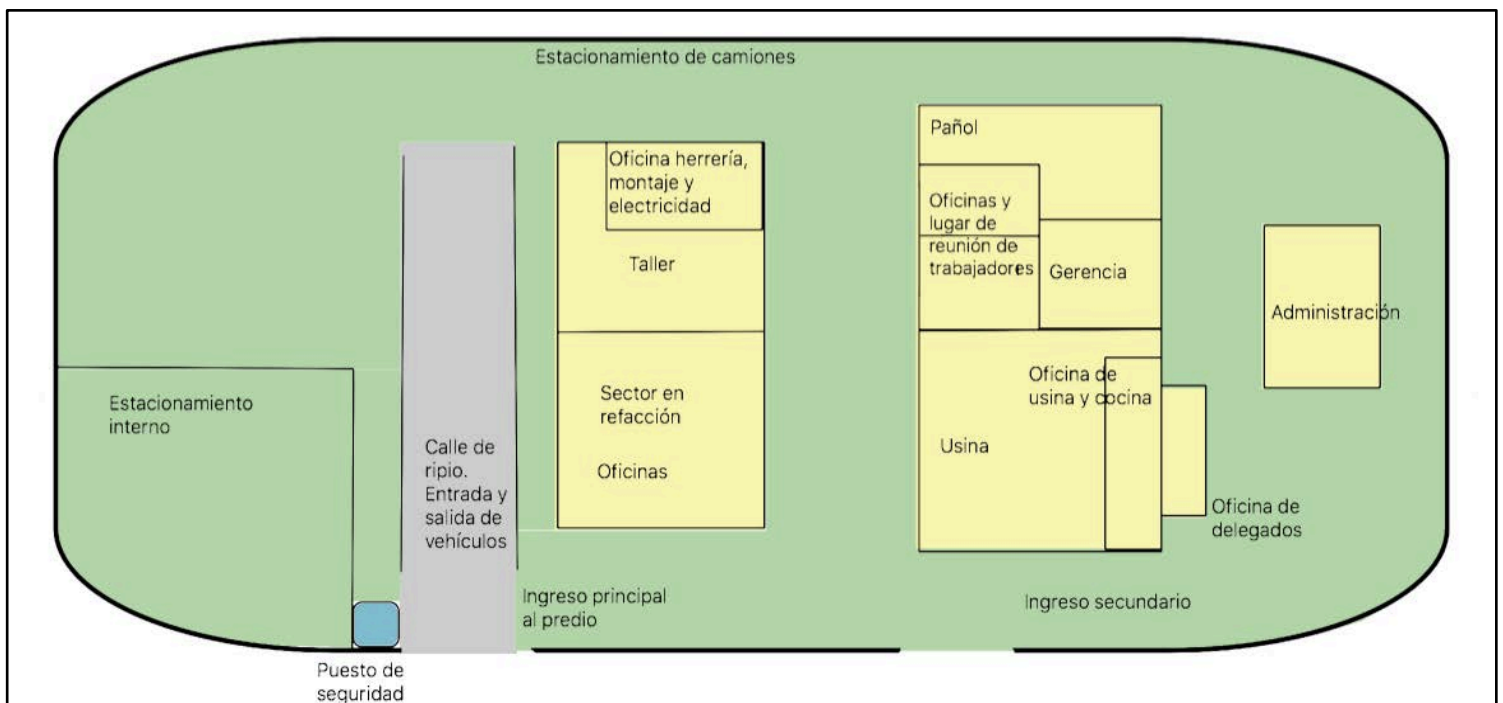 Estacionamiento de camiones
Pañol
Oficina herrería,
montaje y
electricidad
Oficinas y
lugar de
reunión de
trabajadores
Taller
Gerencia
Administración
Estacionamiento
interno
Sector en
refacción
Oficinas
Oficina de
usina y cocina
Usina
Calle de
ripio.
Entrada y
salida de
vehículos
Oficina de
delegados
Ingreso principal
al predio
Ingreso secundario
Puesto de
seguridad